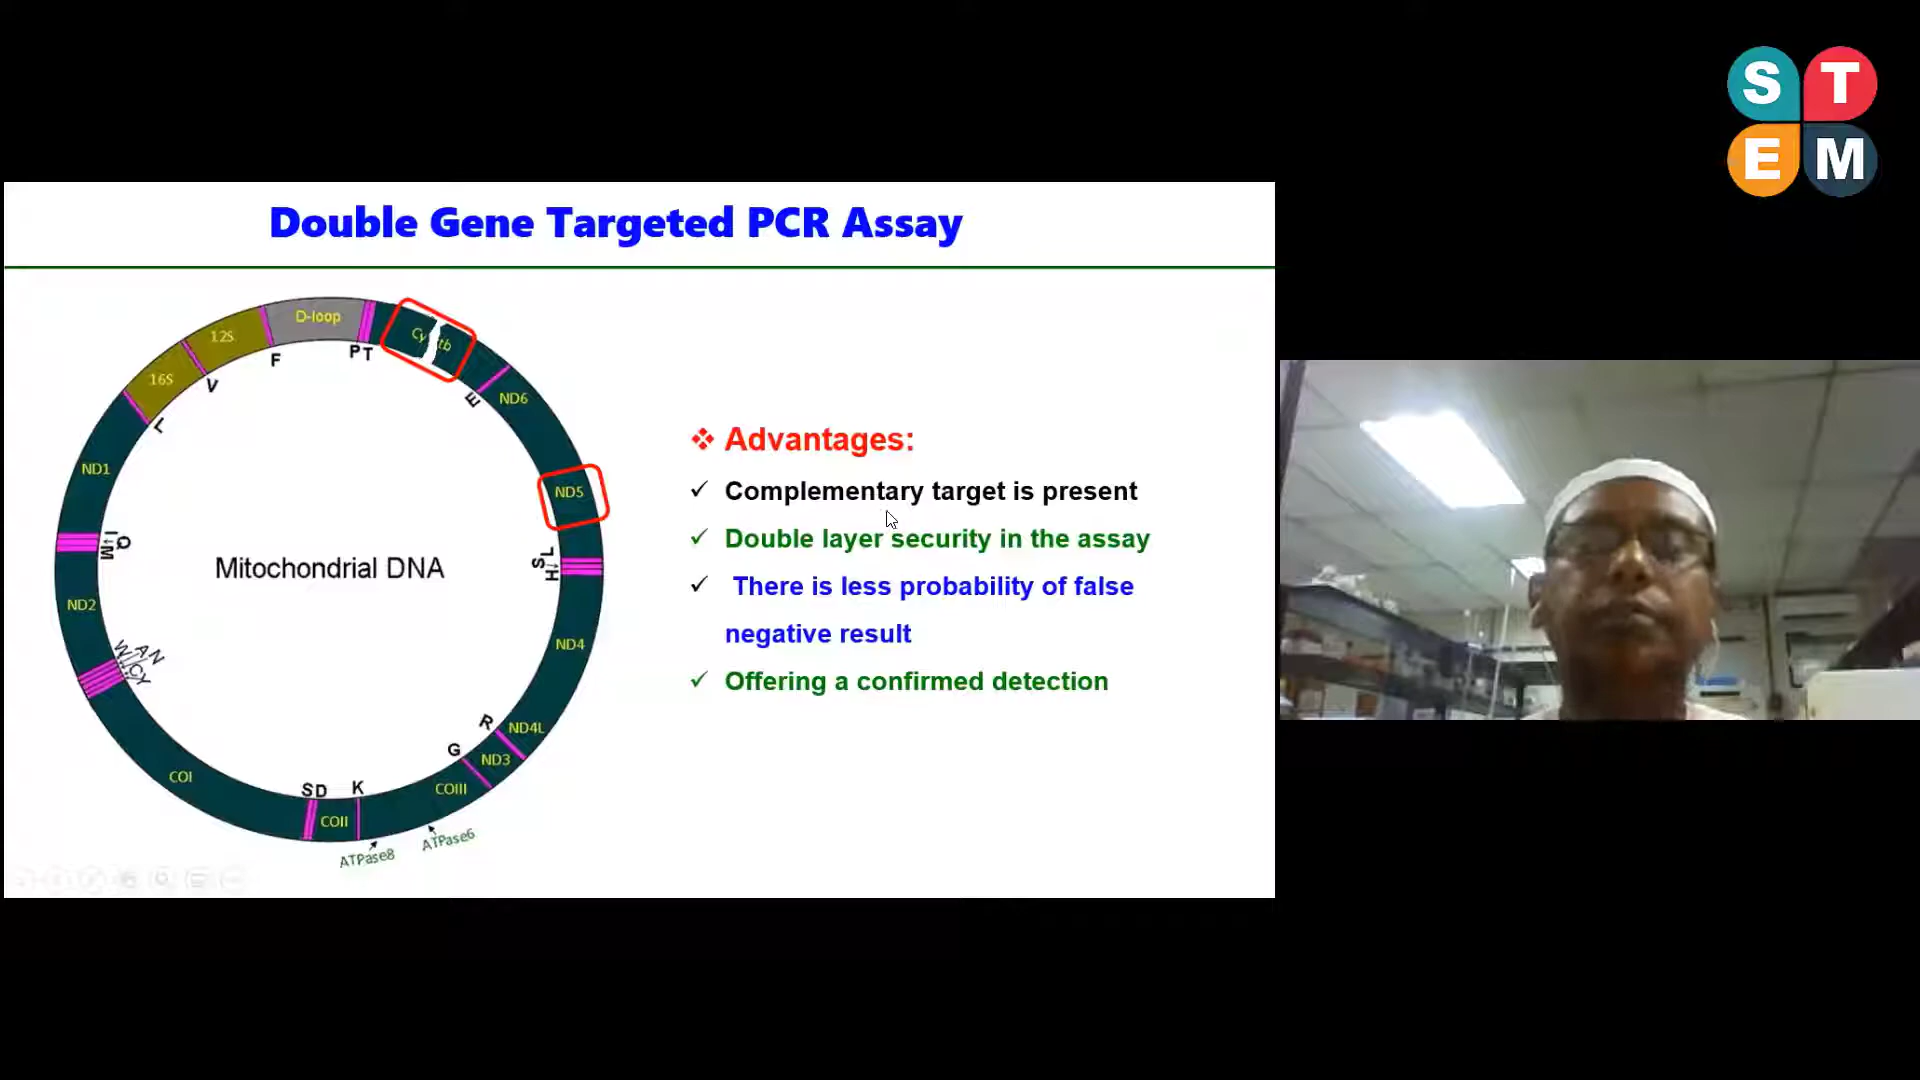 S T
E M
Double Gene Targeted PCR Assay
D-loop
12S
16S
Cy tb
P T
F
V
L
E
ND6
ND1
ND5
Advantages:
Complementary target is present
Double layer security in the assay
There is less probability of false
negative result
Offering a confirmed detection
Q
I
M
L
S
H
Mitochondrial DNA
ND2
ND4
W A N
C Y
R
ND4L
G
ND3
COI
COIII
S D
K
COII
ATPase6
ATPase8